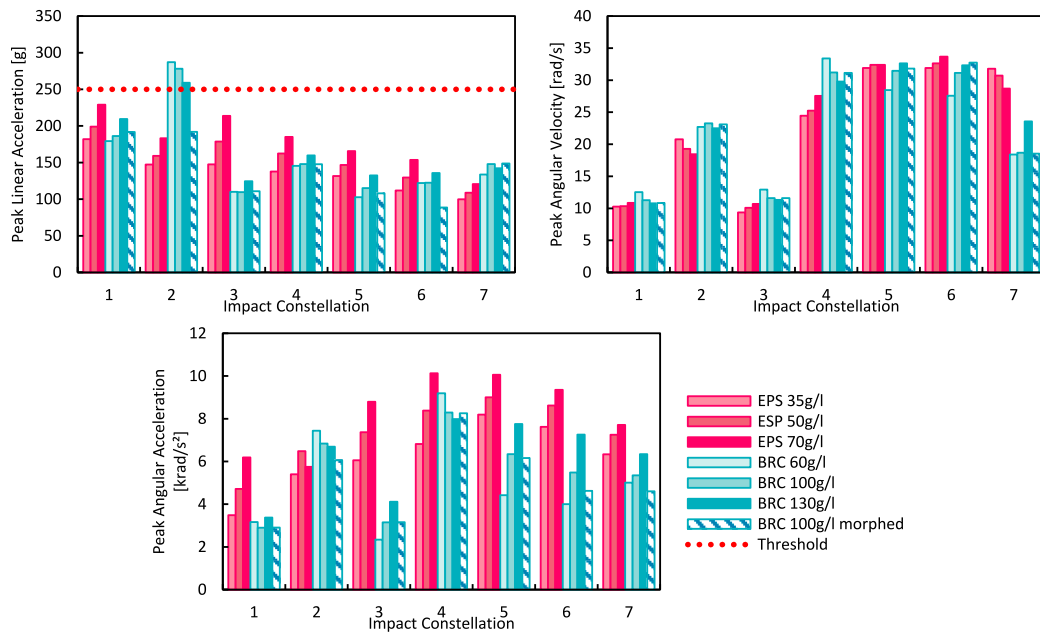 350
300
250
200
150
100
50
0
Peak Linear Acceleration [g]
1 2 3 4 5 6 7
Impact Constellation
40
35
30
25
20
15
10
5
0
Peak Angular Velocity [rad/s]
1 2 3 4 5 6 7
Impact Constellation
12
10
8
6
4
2
0
Peak Angular Acceleration
[krad/s²]
1 2 3 4 5 6 7
Impact Constellation
EPS 35g/l
ESP 50g/l
EPS 70g/l
BRC 60g/l
BRC 100g/l
BRC 130g/l
BRC 100g/l morphed
Threshold